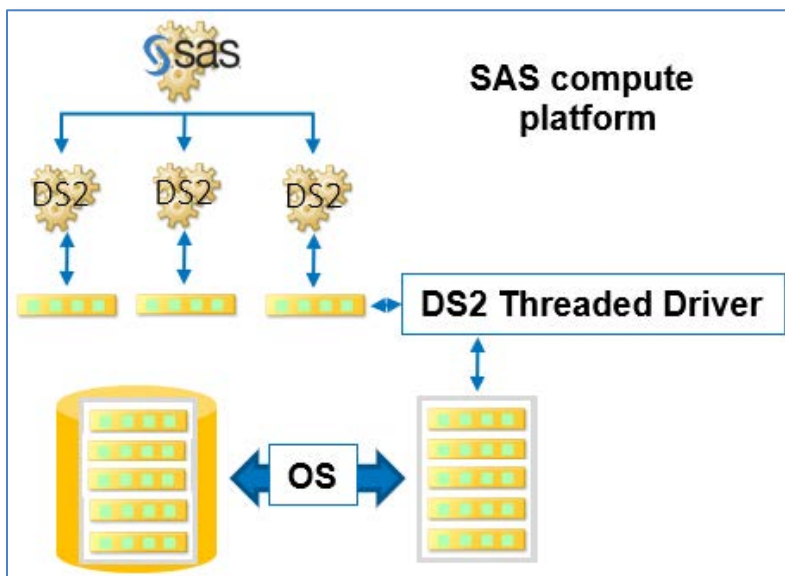 sas
SAS compute
platform
DS2 DS2 DS2
DS2 Threaded Driver
OS